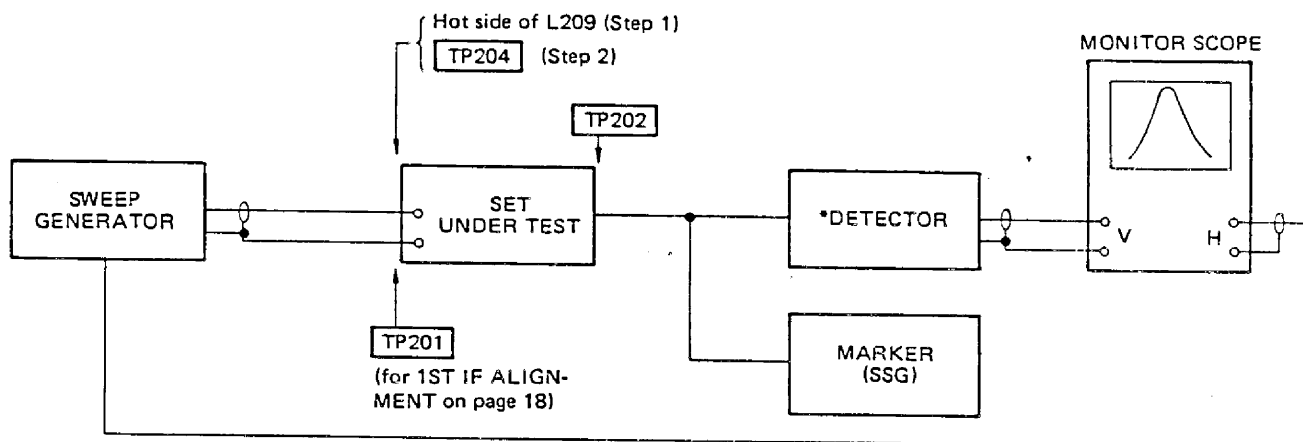 Hot side of L209 (Step 1)
TP204 (Step 2)
MONITOR SCOPE
TP202
SWEEP
GENERATOR
SET
UNDER TEST
*DETECTOR
V
H
TP201
(for 1ST IF ALIGN-
MENT on page 18)
MARKER
(SSG)